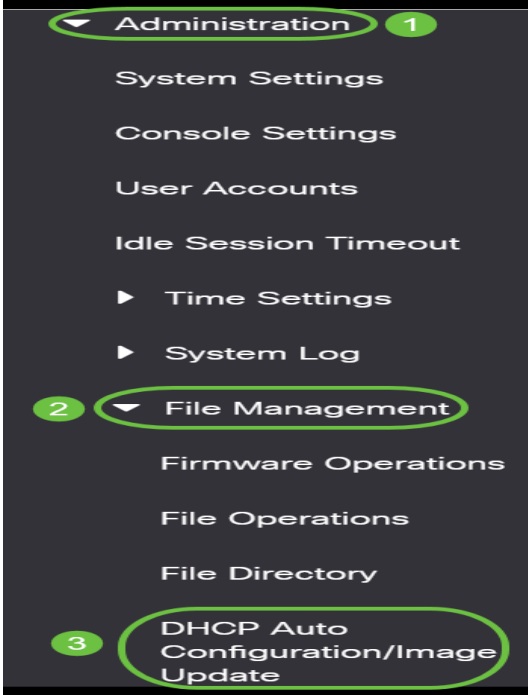 Administration 1
System Settings
Console Settings
User Accounts
Idle Session Timeout
Time Settings
System Log
2 File Management
Firmware Operations
File Operations
File Directory
3 DHCP Auto
Configuration/Image
Update